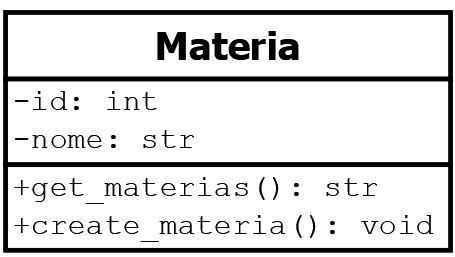 Materia
-id: int
-nome: str
+get_materias(): str
+create_materia(): void